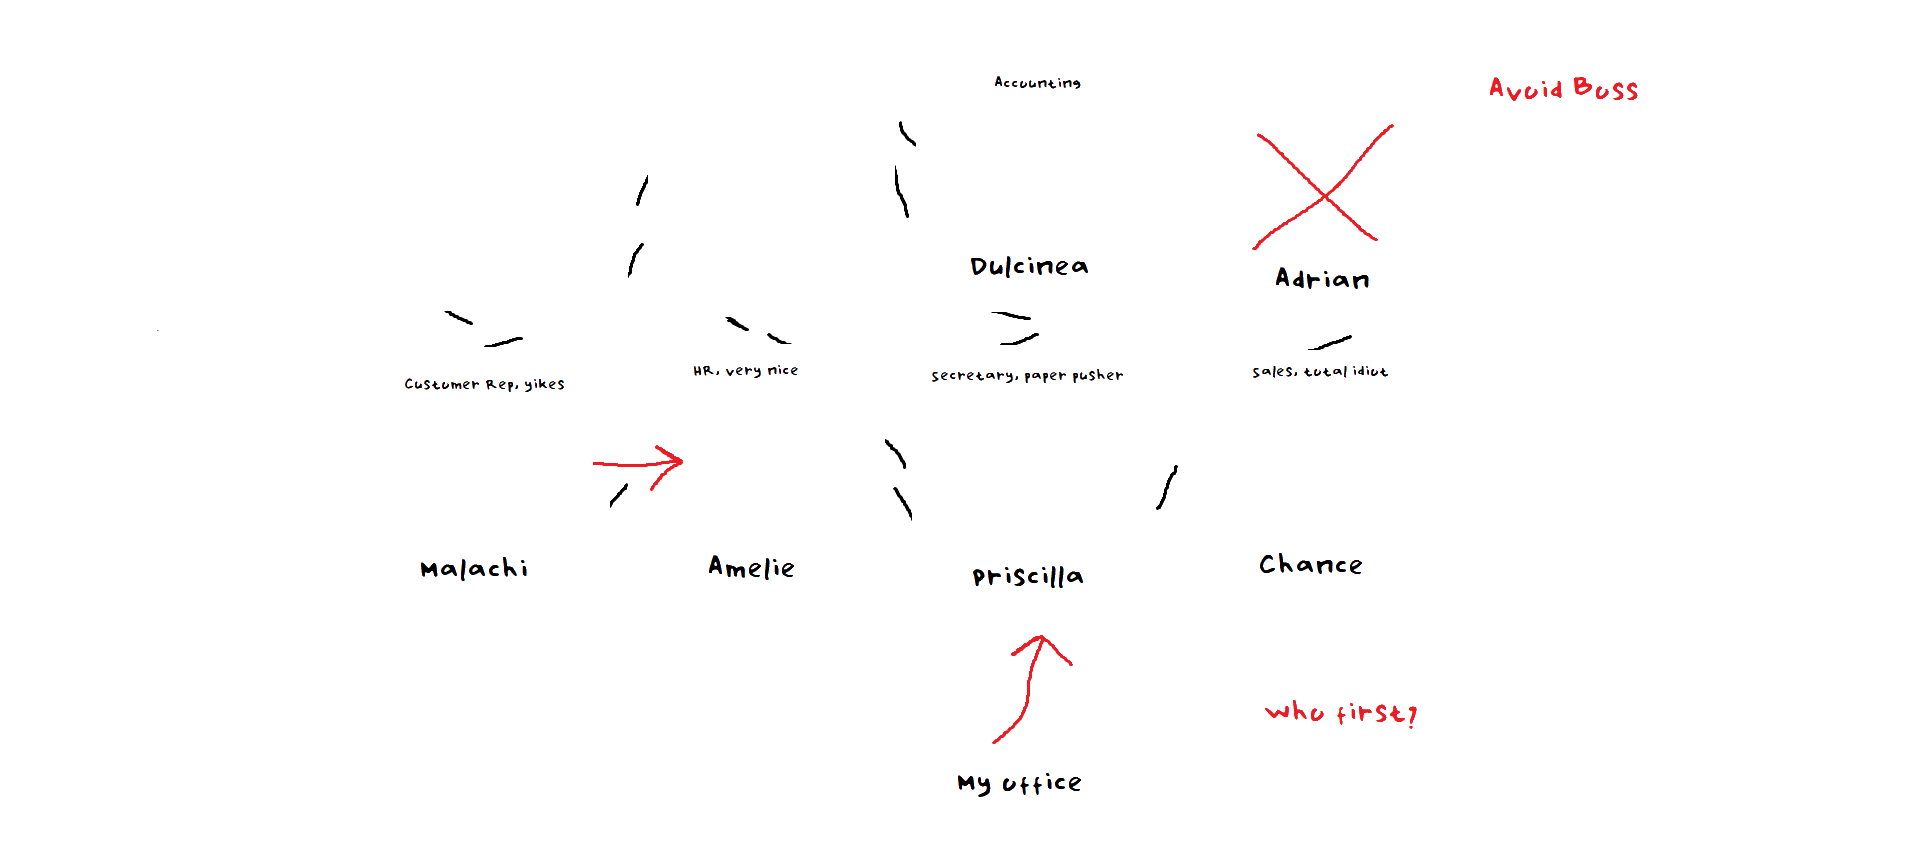 Accounting
Avoid Boss
Dulcinea
Adrian
Customer Rep, yikes
HR, very nice
Secretary, paper pusher
Sales, total idiot
Malachi
Amelie
Priscilla
Chance
Who first?
My office